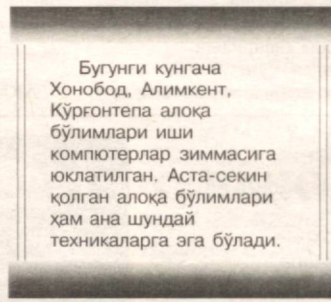 Бугунги кунгача
Хонобод, Алимкент,
Қўрғонтепа алоқа
бўлимлари иши
компютерлар зиммасига
юклатилган. Аста-секин
қолган алоқа бўлимлари
ҳам ана шундай
техникаларга эга бўлади.